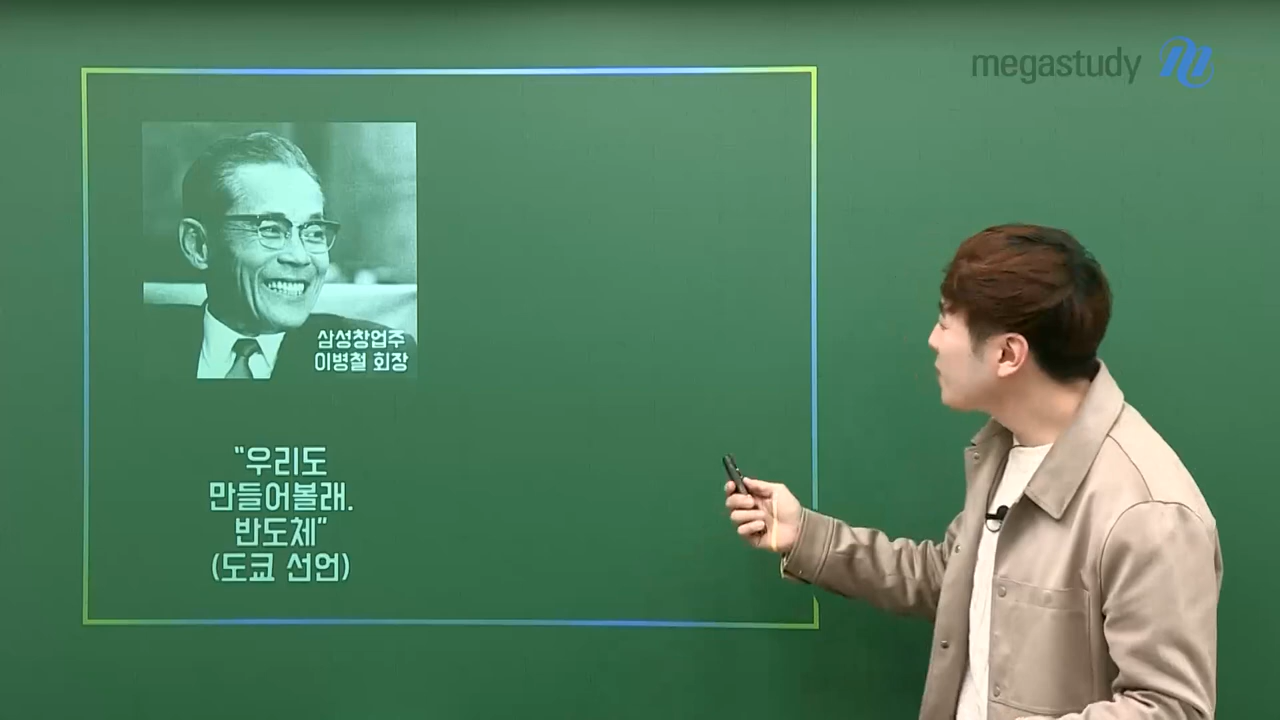 megastudy
삼성창업주
이병철 회장
"우리도
만들어볼래.
반도체"
(도쿄 선언)